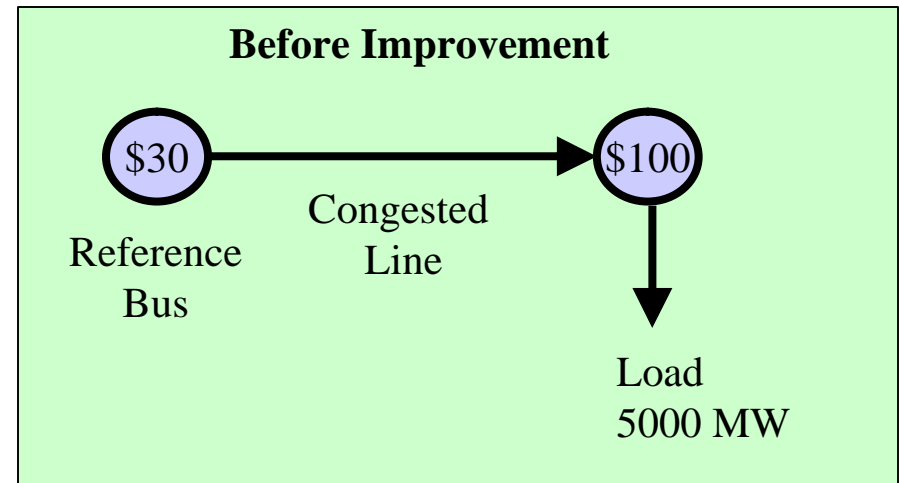 Before Improvement
$30
$100
Congested
Line
Reference
Bus
Load
5000 MW